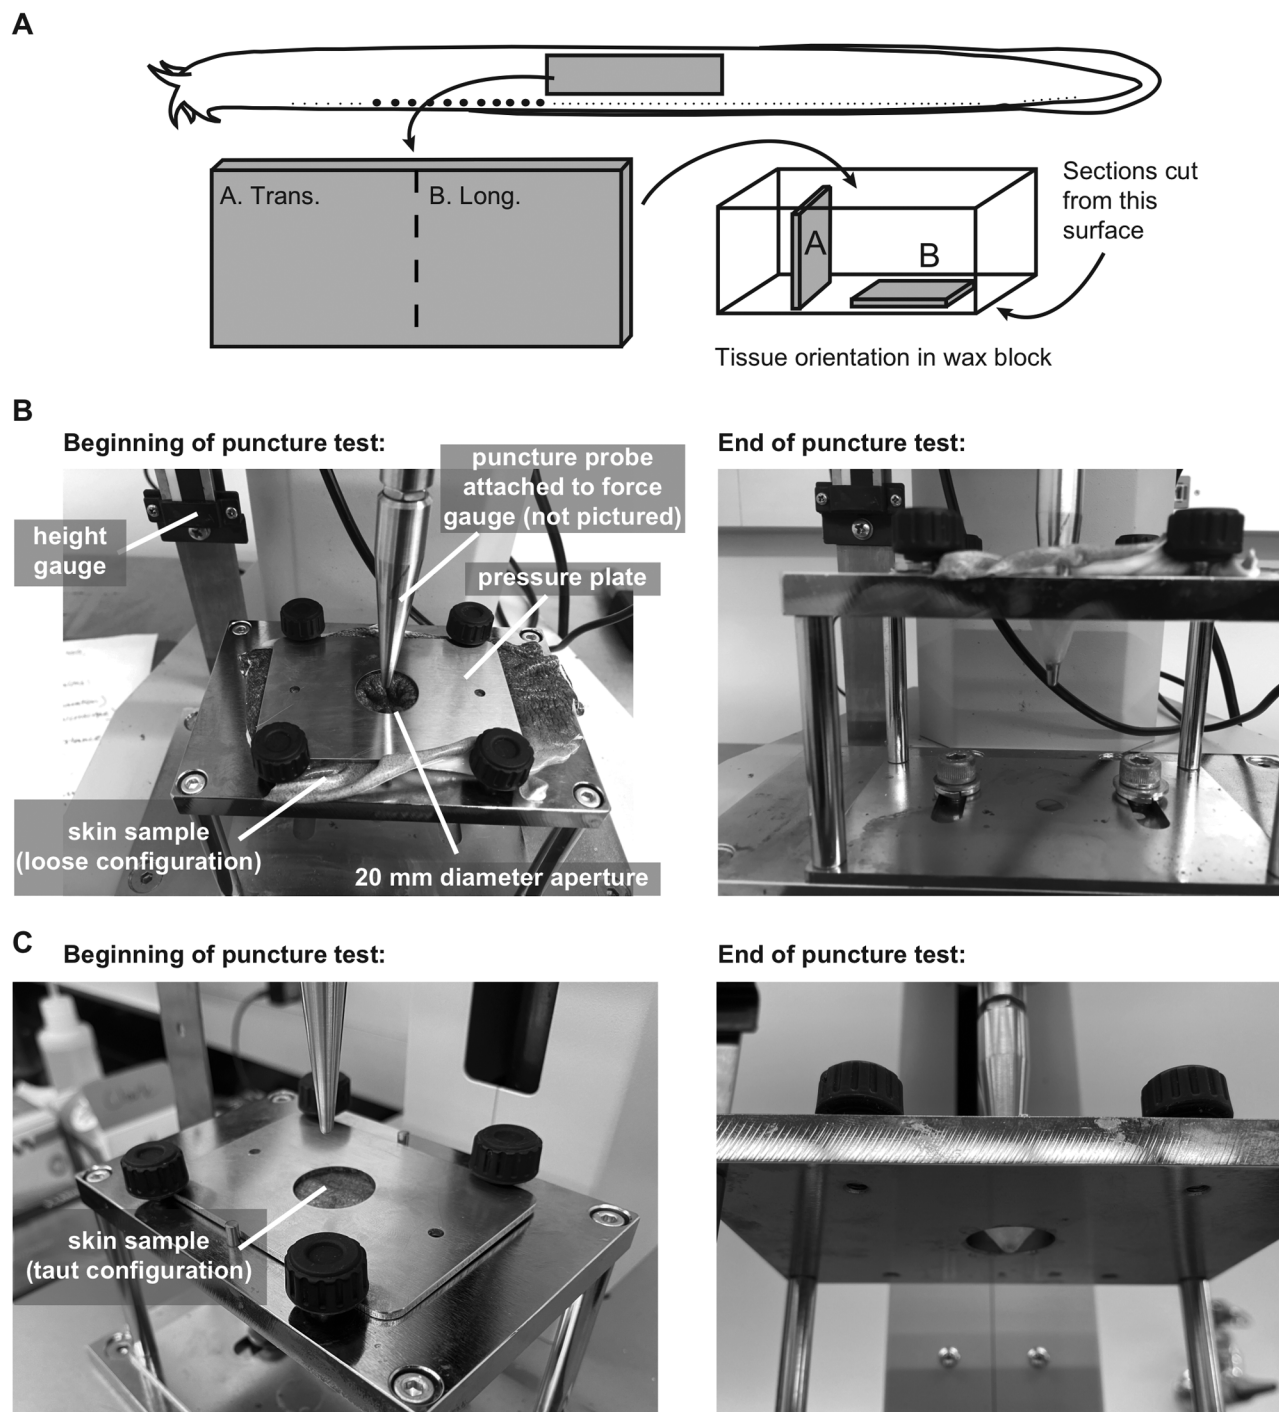 A
A. Trans.
B. Long.
A
B
Sections cut
from this
surface
Tissue orientation in wax block
B
Beginning of puncture test:
End of puncture test:
puncture probe
attached to force
gauge (not pictured)
height
gauge
pressure plate
skin sample
(loose configuration)
20 mm diameter aperture
C
Beginning of puncture test:
End of puncture test:
skin sample
(taut configuration)